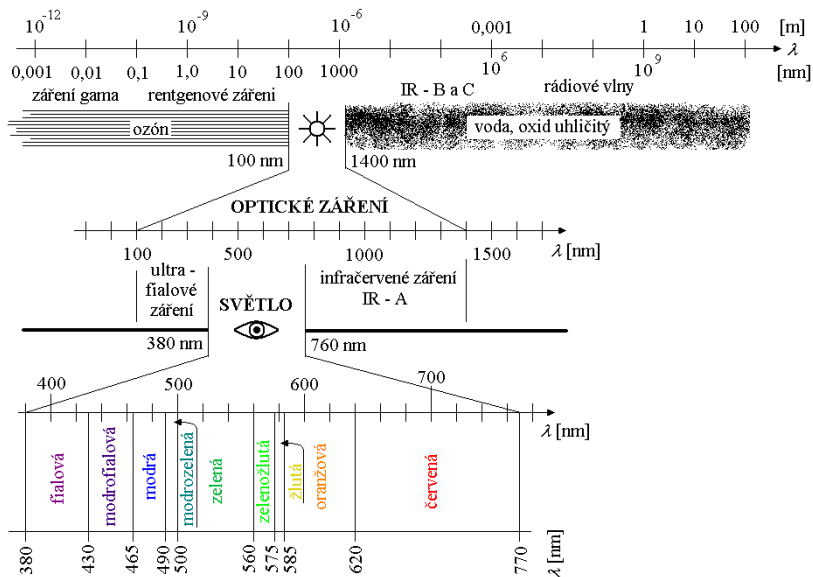 10⁻¹² 10⁻⁹ 10⁻⁶ 0,001 1 10 100 [m]
λ
0,001 0,01 0,1 1,0 10 100 1000 10⁶ 10⁹ [nm]
záření gama rentgenové záření IR - B a C rádiové vlny
ozón voda, oxid uhličitý
100 nm 1400 nm
OPTICKÉ ZÁŘENÍ
100 500 1000 1500 λ [nm]
ultra -
fialové
záření
infračervené záření
IR - A
SVĚTLO
380 nm 760 nm
400 500 600 700
λ [nm]
fialová modrofialová modrá modrozelená zelená zelenožlutá žlutá oranžová červená
380 430 465 490 500 560 575 585 620 770 λ [nm]